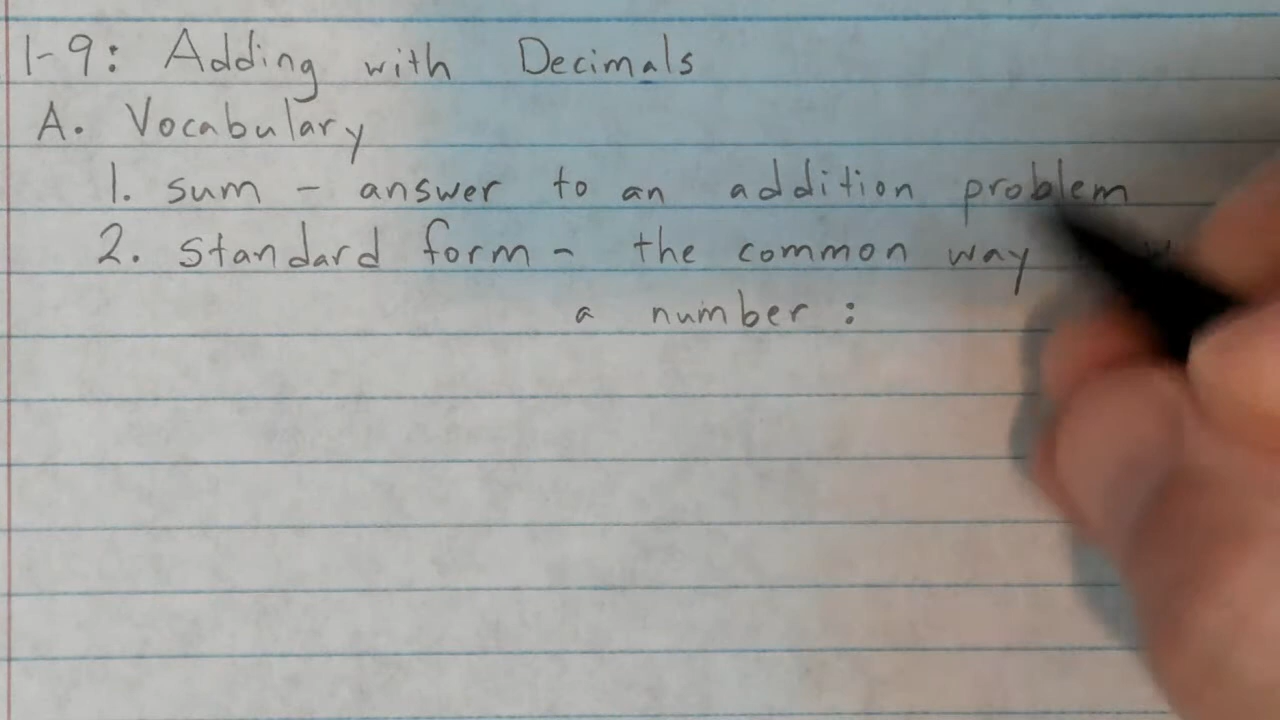 1-9: Adding with Decimals
A. Vocabulary
1. sum - answer to an addition problem
2. standard form - the common way
a number: